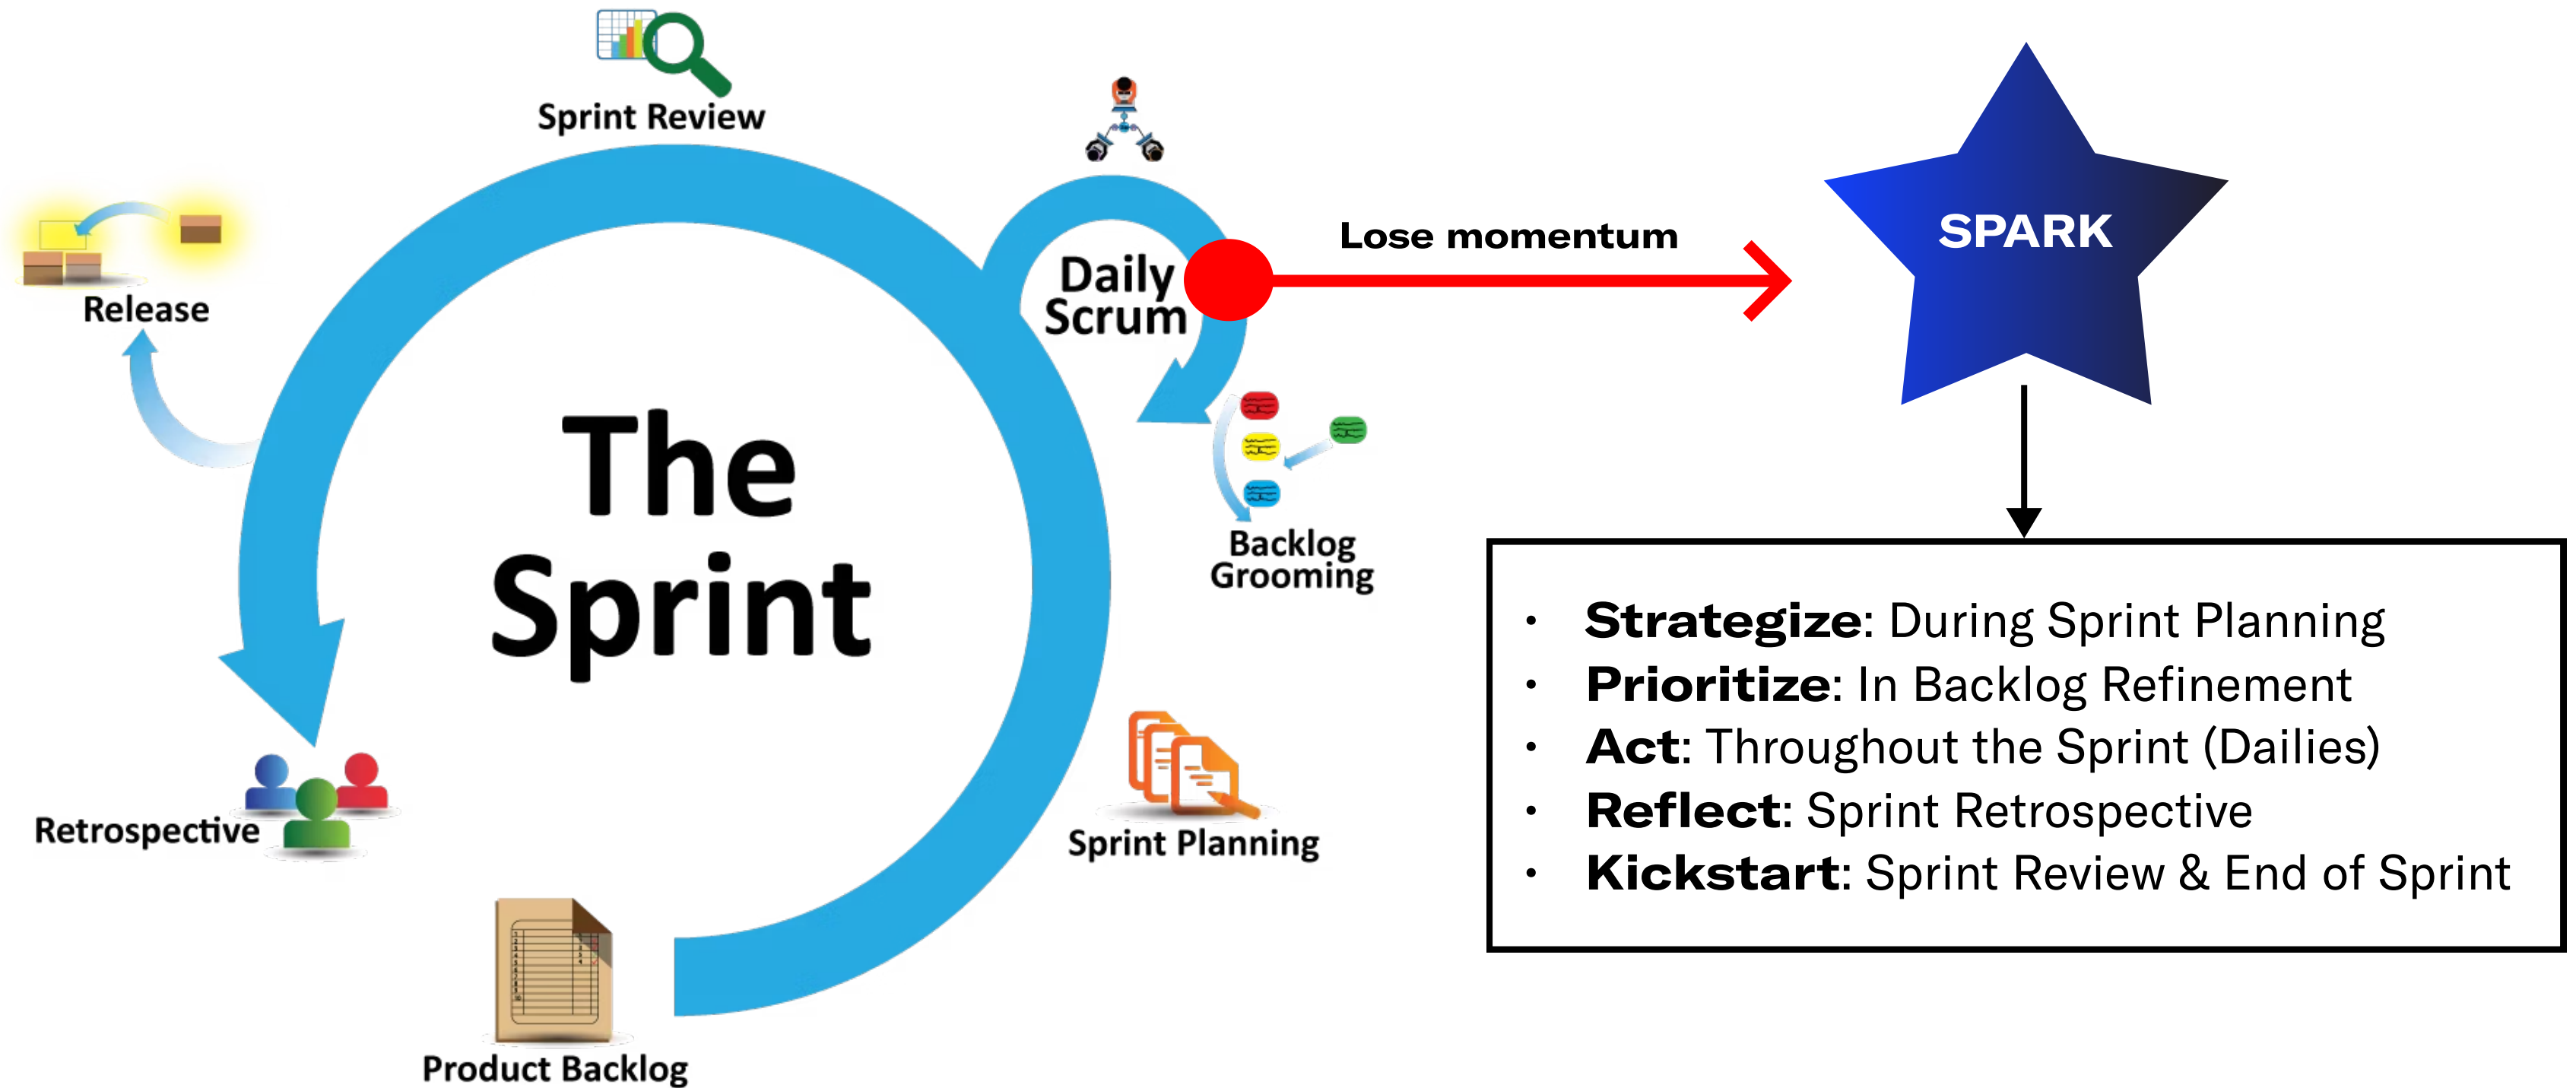 Sprint Review
Release
Daily
Scrum
Lose momentum
SPARK
The
Sprint
Backlog
Grooming
Sprint Planning
Retrospective
Product Backlog
• Strategize: During Sprint Planning
• Prioritize: In Backlog Refinement
• Act: Throughout the Sprint (Dailies)
• Reflect: Sprint Retrospective
• Kickstart: Sprint Review & End of Sprint